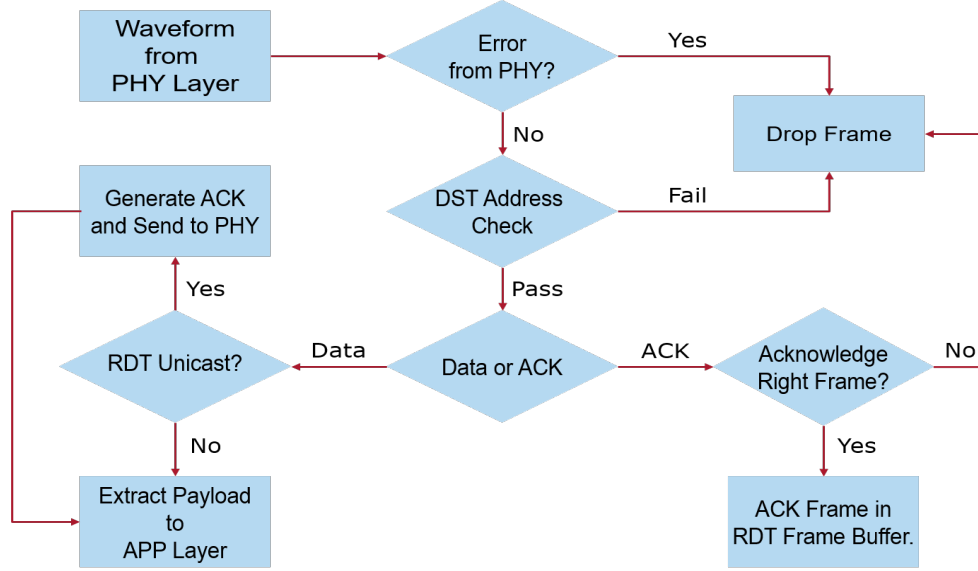 Waveform
from
PHY Layer
Error
from PHY?
Yes
Drop Frame
No
Generate ACK
and Send to PHY
DST Address
Check
Fail
Yes
Pass
RDT Unicast?
Data
Data or ACK
ACK
Acknowledge
Right Frame?
No
No
Yes
Extract Payload
to
APP Layer
ACK Frame in
RDT Frame Buffer.